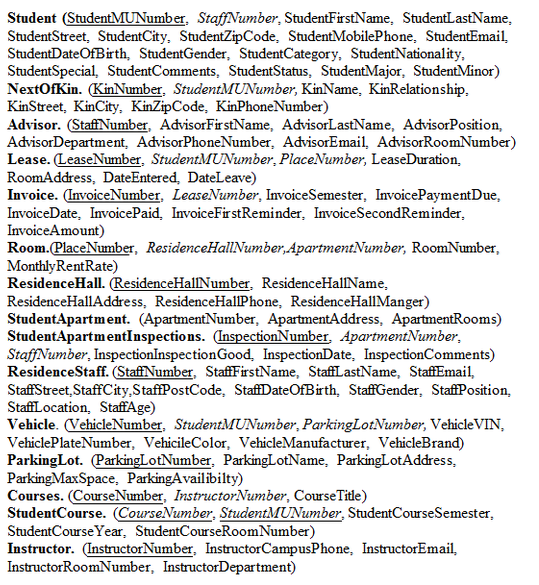 Student (StudentMUNumber, StaffNumber, StudentFirstName, StudentLastName,
StudentStreet, StudentCity, StudentZipCode, StudentMobilePhone, StudentEmail,
StudentDateOfBirth, StudentGender, StudentCategory, StudentNationality,
StudentSpecial, StudentComments, StudentStatus, StudentMajor, StudentMinor)
NextOfKin. (KinNumber, StudentMUNumber, KinName, KinRelationship,
KinStreet, KinCity, KinZipCode, KinPhoneNumber)
Advisor. (StaffNumber, AdvisorFirstName, AdvisorLastName, AdvisorPosition,
AdvisorDepartment, AdvisorPhoneNumber, AdvisorEmail, AdvisorRoomNumber)
Lease. (LeaseNumber, StudentMUNumber, PlaceNumber, LeaseDuration,
RoomAddress, DateEntered, DateLeave)
Invoice. (InvoiceNumber, LeaseNumber, InvoiceSemester, InvoicePaymentDue,
InvoiceDate, InvoicePaid, InvoiceFirstReminder, InvoiceSecondReminder,
InvoiceAmount)
Room.(PlaceNumber, ResidenceHallNumber,ApartmentNumber, RoomNumber,
MonthlyRentRate)
ResidenceHall. (ResidenceHallNumber, ResidenceHallName,
ResidenceHallAddress, ResidenceHallPhone, ResidenceHallManger)
StudentApartment. (ApartmentNumber, ApartmentAddress, ApartmentRooms)
StudentApartmentInspections. (InspectionNumber, ApartmentNumber,
StaffNumber, InspectionInspectionGood, InspectionDate, InspectionComments)
ResidenceStaff. (StaffNumber, StaffFirstName, StaffLastName, StaffEmail,
StaffStreet,StaffCity,StaffPostCode, StaffDateOfBirth, StaffGender, StaffPosition,
StaffLocation, StaffAge)
Vehicle. (VehicleNumber, StudentMUNumber, ParkingLotNumber, VehicleVIN,
VehiclePlateNumber, VehicileColor, VehicleManufacturer, VehicleBrand)
ParkingLot. (ParkingLotNumber, ParkingLotName, ParkingLotAddress,
ParkingMaxSpace, ParkingAvailibilty)
Courses. (CourseNumber, InstructorNumber, CourseTitle)
StudentCourse. (CourseNumber, StudentMUNumber, StudentCourseSemester,
StudentCourseYear, StudentCourseRoomNumber)
Instructor. (InstructorNumber, InstructorCampusPhone, InstructorEmail,
InstructorRoomNumber, InstructorDepartment)